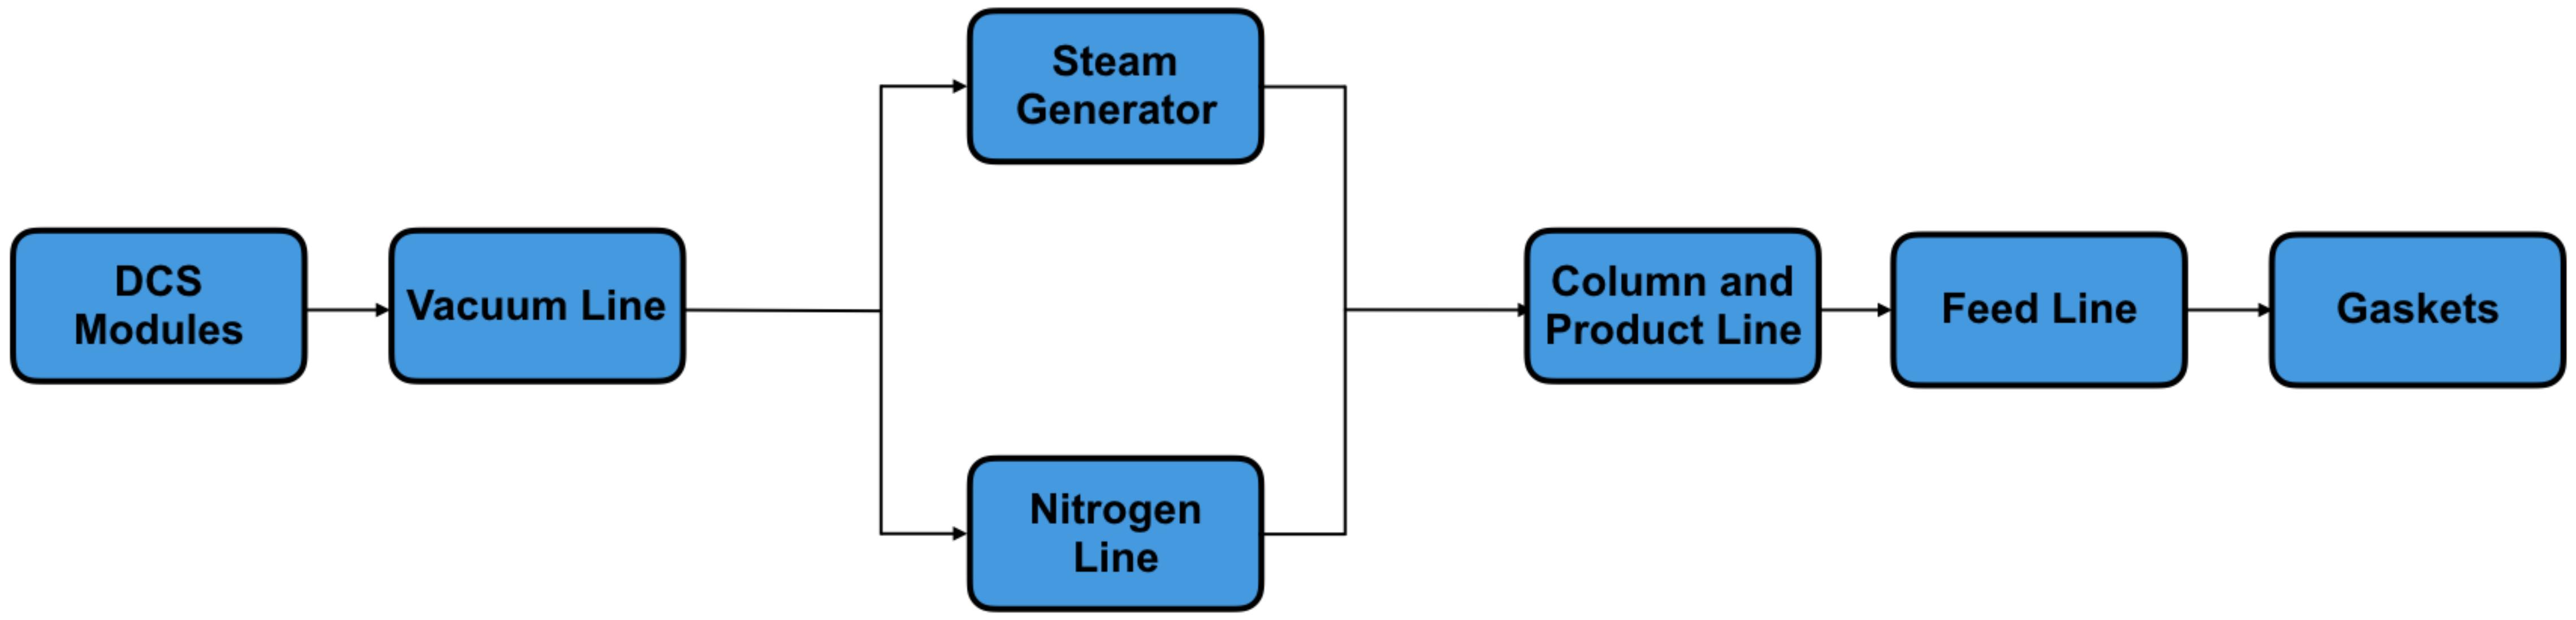 DCS
Modules
Vacuum Line
Steam
Generator
Nitrogen
Line
Column and
Product Line
Feed Line
Gaskets